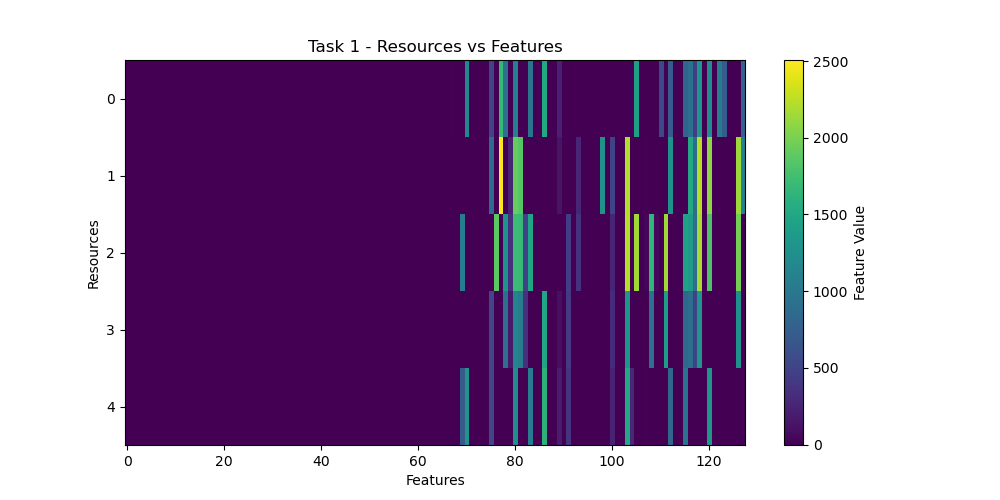 Task 1 - Resources vs Features
Resources
0
1
2
3
4
0 20 40 60 80 100 120
Features
2500
2000
1500
1000
500
0
Feature Value